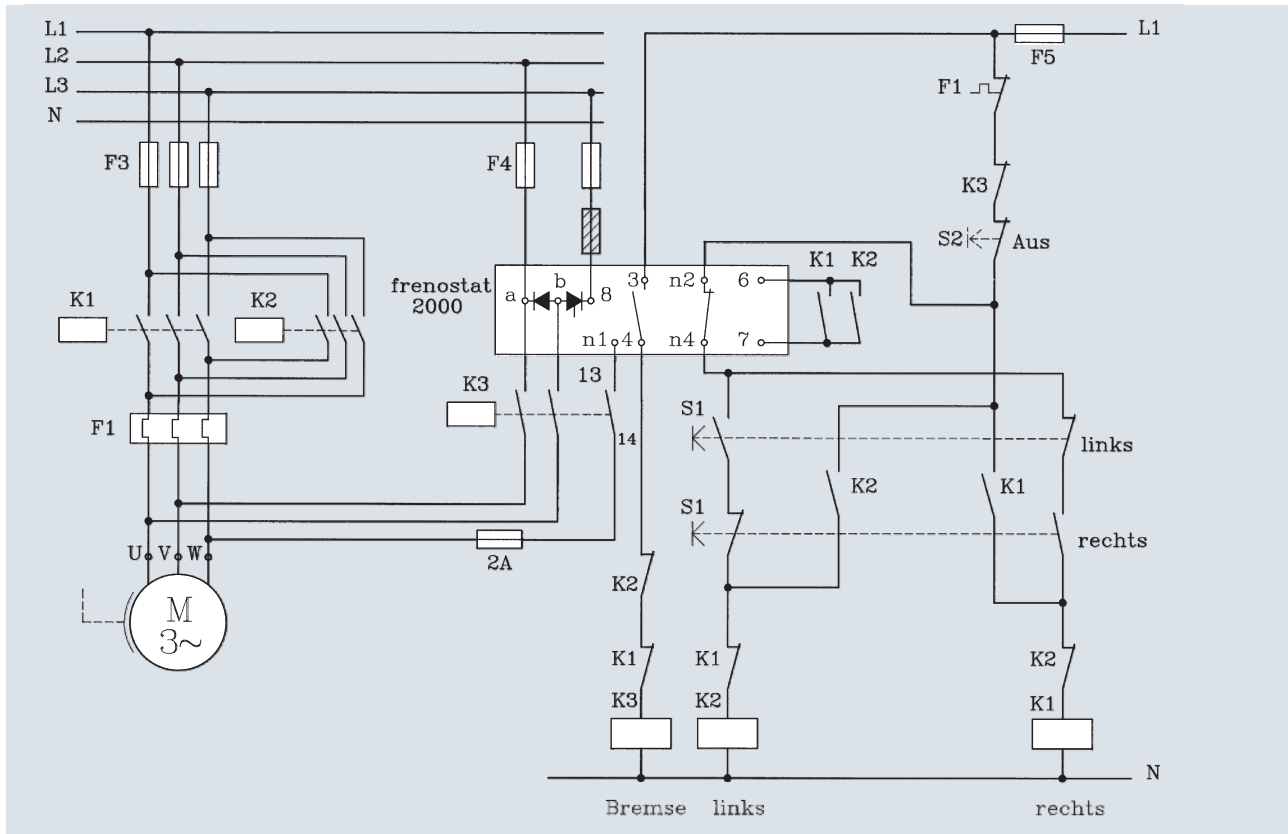 L1
L2
L3
N
L1
F5
F1
F3
F4
K3
S2
Aus
K1
K2
frenostat
2000
a
b
8
3
n2
6
K1 K2
n1
4
n4
7
K3
13
14
F1
S1
links
K2
K1
S1
rechts
U V W
2A
M
3~
K2
K1
K1
K2
K3
K2
K1
N
Bremse
links
rechts